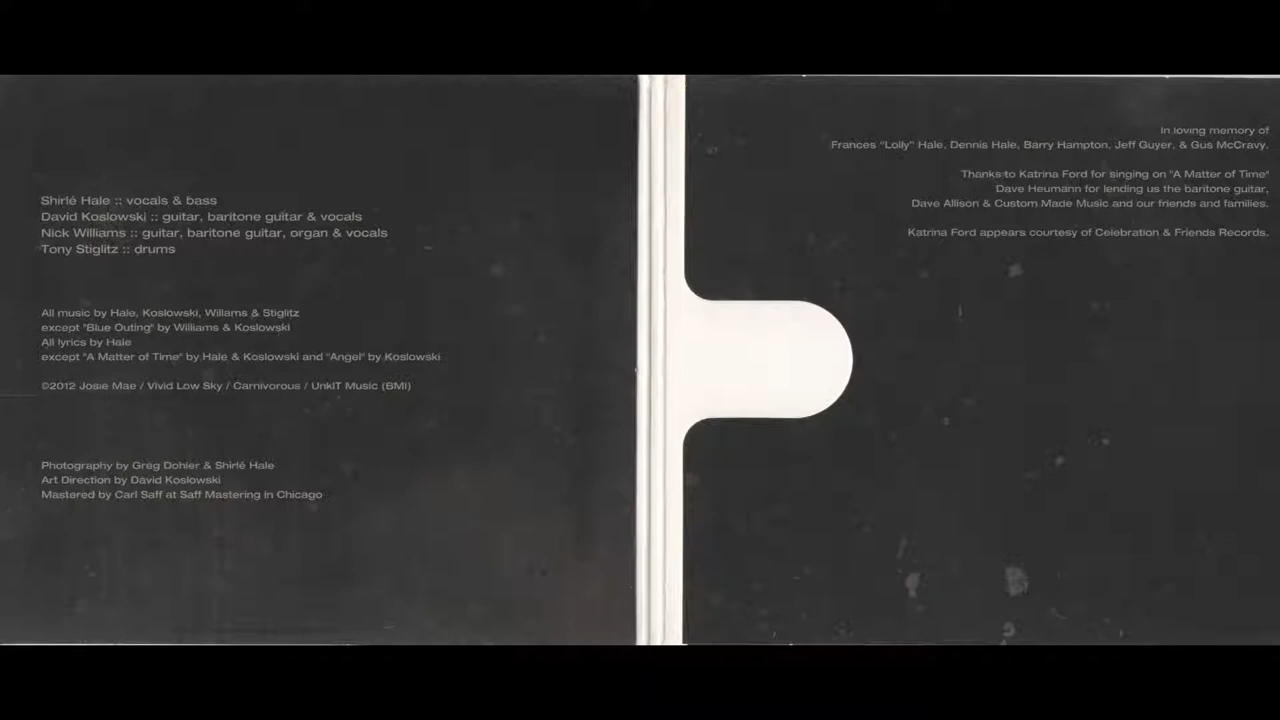 Shirlé Hale :: vocals & bass
David Koslowski :: guitar, baritone guitar & vocals
Nick Williams :: guitar, baritone guitar, organ & vocals
Tony Stiglitz :: drums
All music by Hale, Koslowski, Willams & Stiglitz
except "Blue Outing" by Williams & Koslowski
All lyrics by Hale
except "A Matter of Time" by Hale & Koslowski and "Angel" by Koslowski
©2012 Josie Mae / Vivid Low Sky / Carnivorous / UnkIT Music (BMI)
Photography by Greg Dohler & Shirlé Hale
Art Direction by David Koslowski
Mastered by Carl Saff at Saff Mastering in Chicago
In loving memory of
Frances "Lolly" Hale, Dennis Hale, Barry Hampton, Jeff Guyer, & Gus McCravy.
Thanks to Katrina Ford for singing on "A Matter of Time"
Dave Heumann for lending us the baritone guitar,
Dave Allison & Custom Made Music and our friends and families.
Katrina Ford appears courtesy of Celebration & Friends Records.